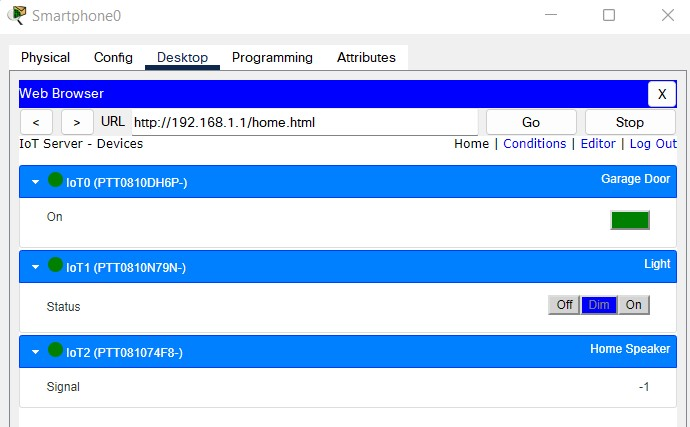 Smartphone0
Physical Config Desktop Programming Attributes
Web Browser X
< > URL http://192.168.1.1/home.html Go Stop
IoT Server - Devices Home | Conditions | Editor | Log Out
IoT0 (PTT0810DH6P-) Garage Door
On
IoT1 (PTT0810N79N-) Light
Status Off Dim On
IoT2 (PTT081074F8-) Home Speaker
Signal -1